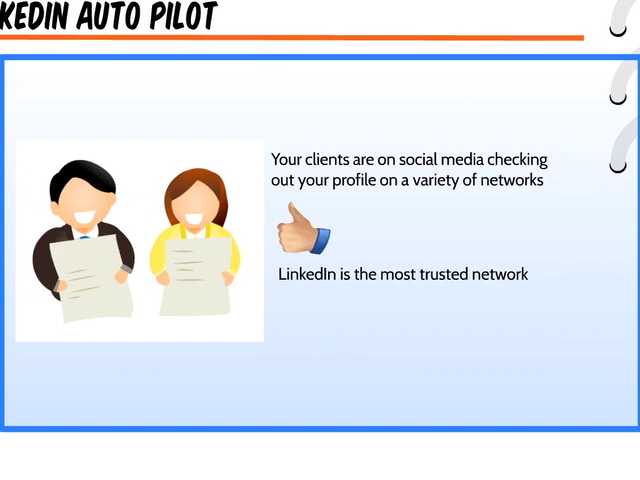 KEDIN AUTO PILOT
Your clients are on social media checking
out your profile on a variety of networks
LinkedIn is the most trusted network